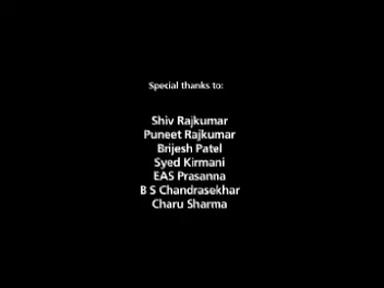 Special thanks to:
Shiv Rajkumar
Puneet Rajkumar
Brijesh Patel
Syed Kirmani
EAS Prasanna
B S Chandrasekhar
Charu Sharma